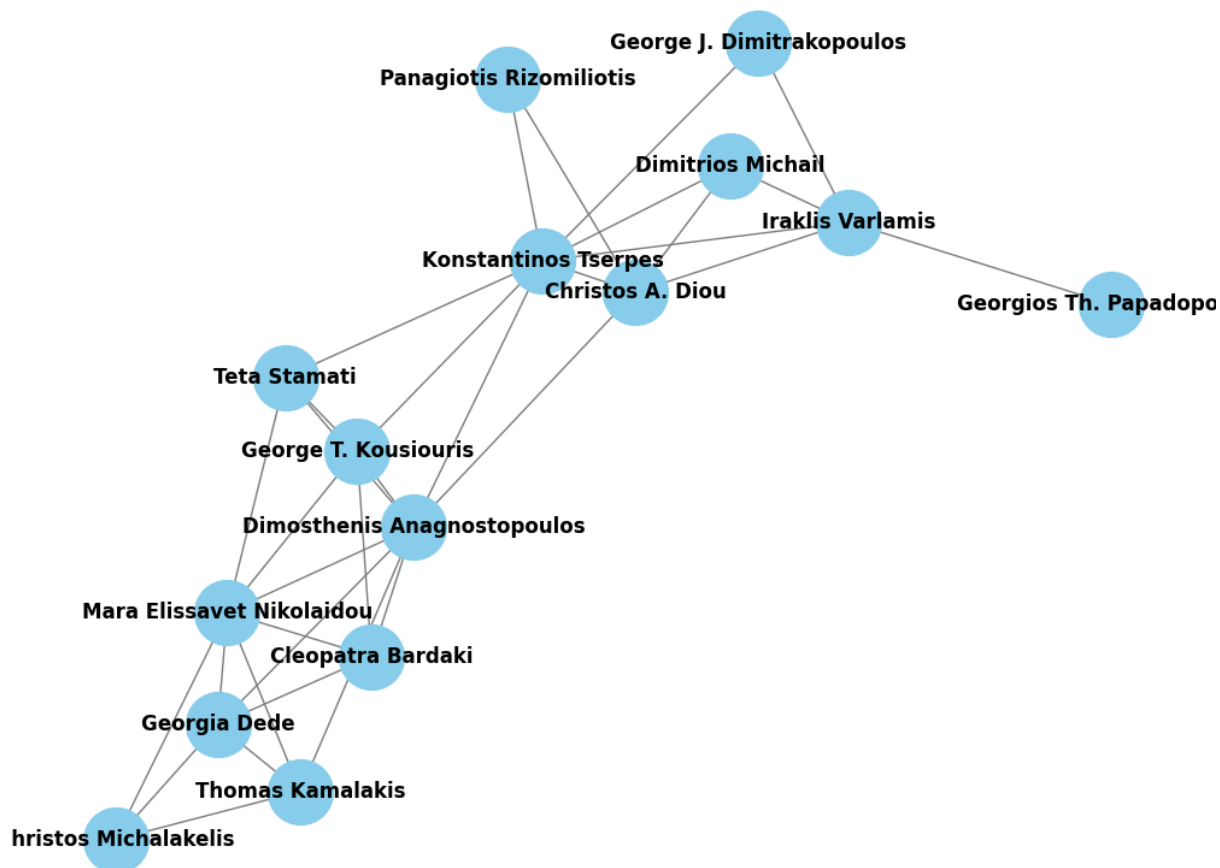 George J. Dimitrakopoulos
Panagiotis Rizomiliotis
Dimitrios Michail
Iraklis Varlamis
Konstantinos Tserpes
Christos A. Diou
Georgios Th. Papadopo
Teta Stamati
George T. Kousiouris
Dimosthenis Anagnostopoulos
Mara Elissavet Nikolaidou
Cleopatra Bardaki
Georgia Dede
Thomas Kamalakis
hristos Michalakelis